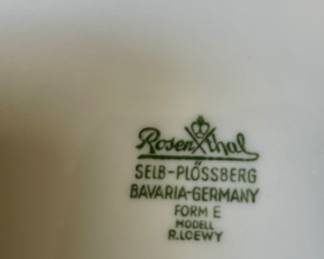 Rosenthal
SELB-PLÖSSBERG
BAVARIA-GERMANY
FORM E
MODELL
R.LOEWY